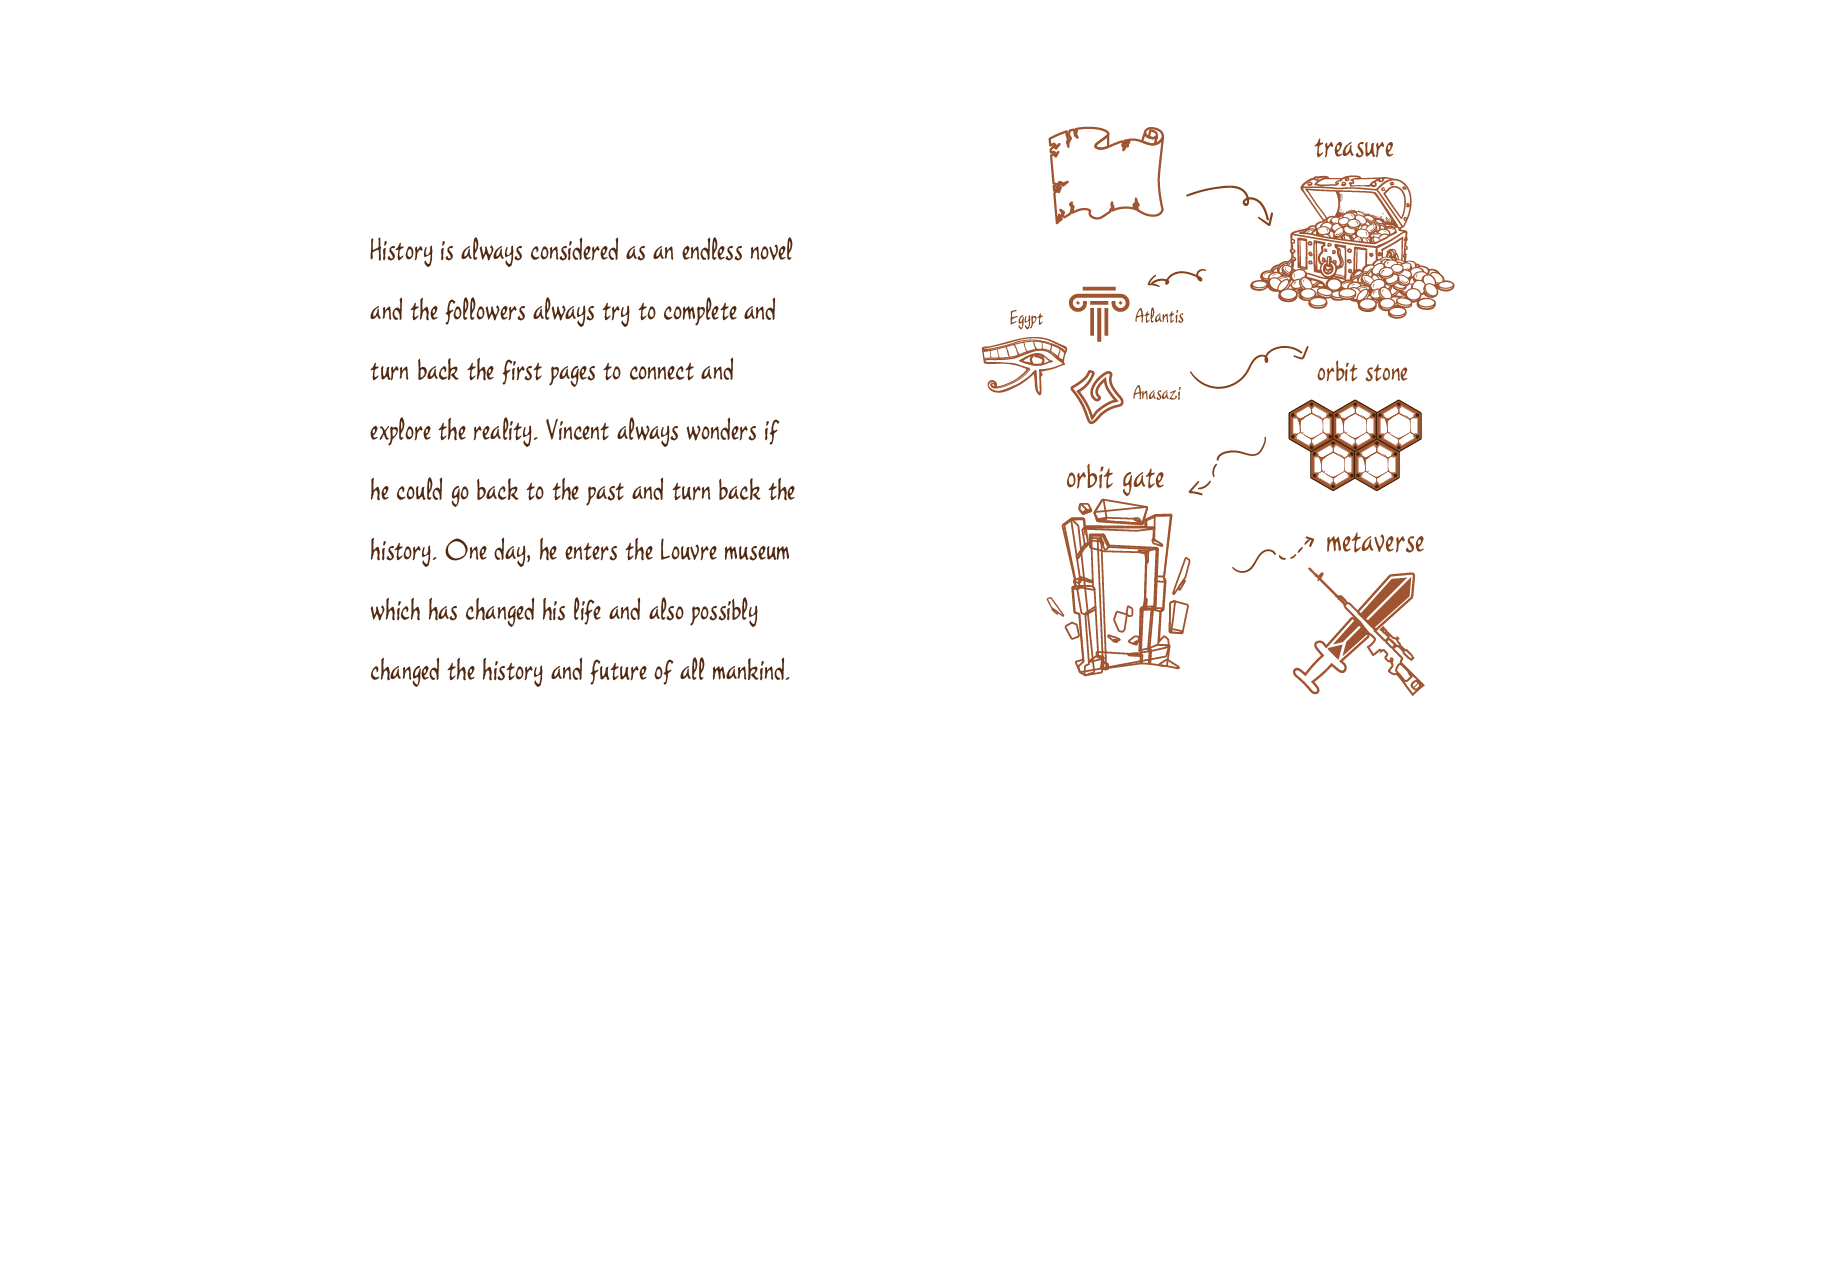 History is always considered as an endless novel
and the followers always try to complete and
turn back the first pages to connect and
explore the reality. Vincent always wonders if
he could go back to the past and turn back the
history. One day, he enters the Louvre museum
which has changed his life and also possibly
changed the history and future of all mankind.
treasure
Egypt
Atlantis
Anasazi
orbit stone
orbit gate
metaverse